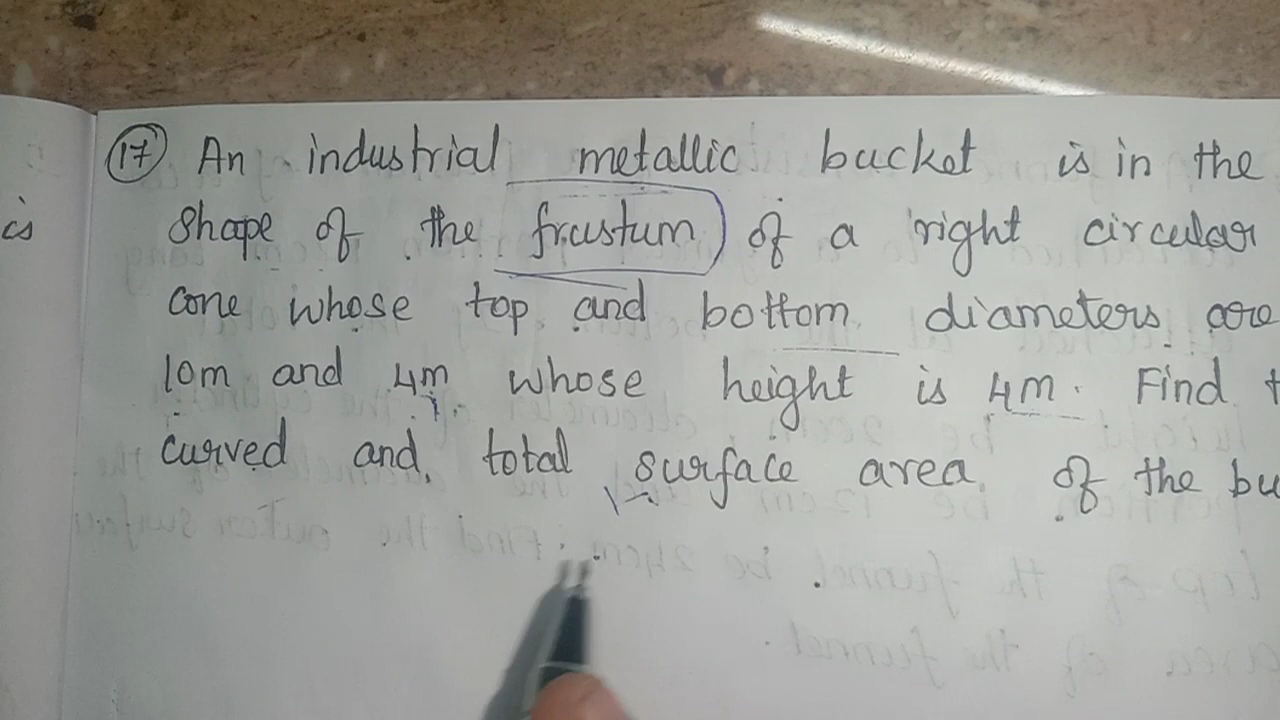 17 An industrial metallic bucket is in the
is shape of the frustum of a right circular
cone whose top and bottom diameters are
10m and 4m whose height is 4m. Find
curved and total surface area of the